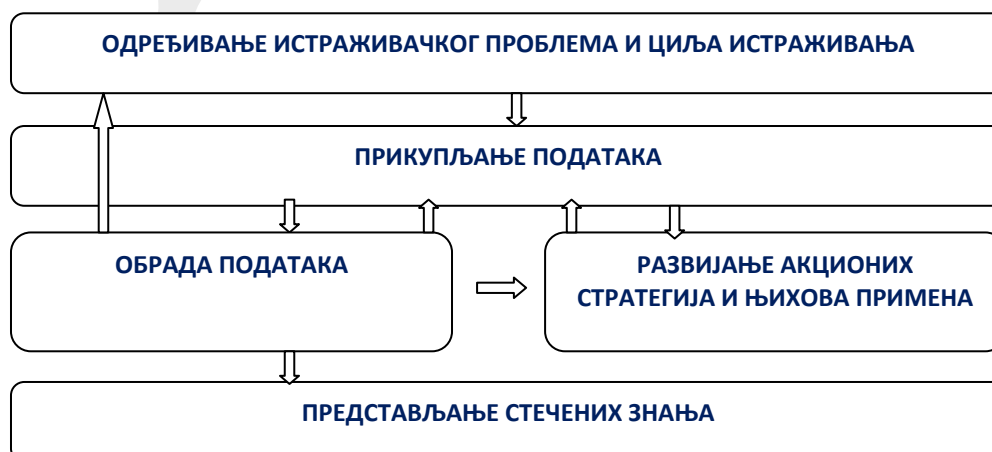 ОДРЕЂИВАЊЕ ИСТРАЖИВАЧКОГ ПРОБЛЕМА И ЦИЉА ИСТРАЖИВАЊА
ПРИКУПЉАЊЕ ПОДАТАКА
ОБРАДА ПОДАТАКА
РАЗВИЈАЊЕ АКЦИОНИХ
СТРАТЕГИЈА И ЊИХОВА ПРИМЕНА
ПРЕДСТАВЉАЊЕ СТЕЧЕНИХ ЗНАЊА